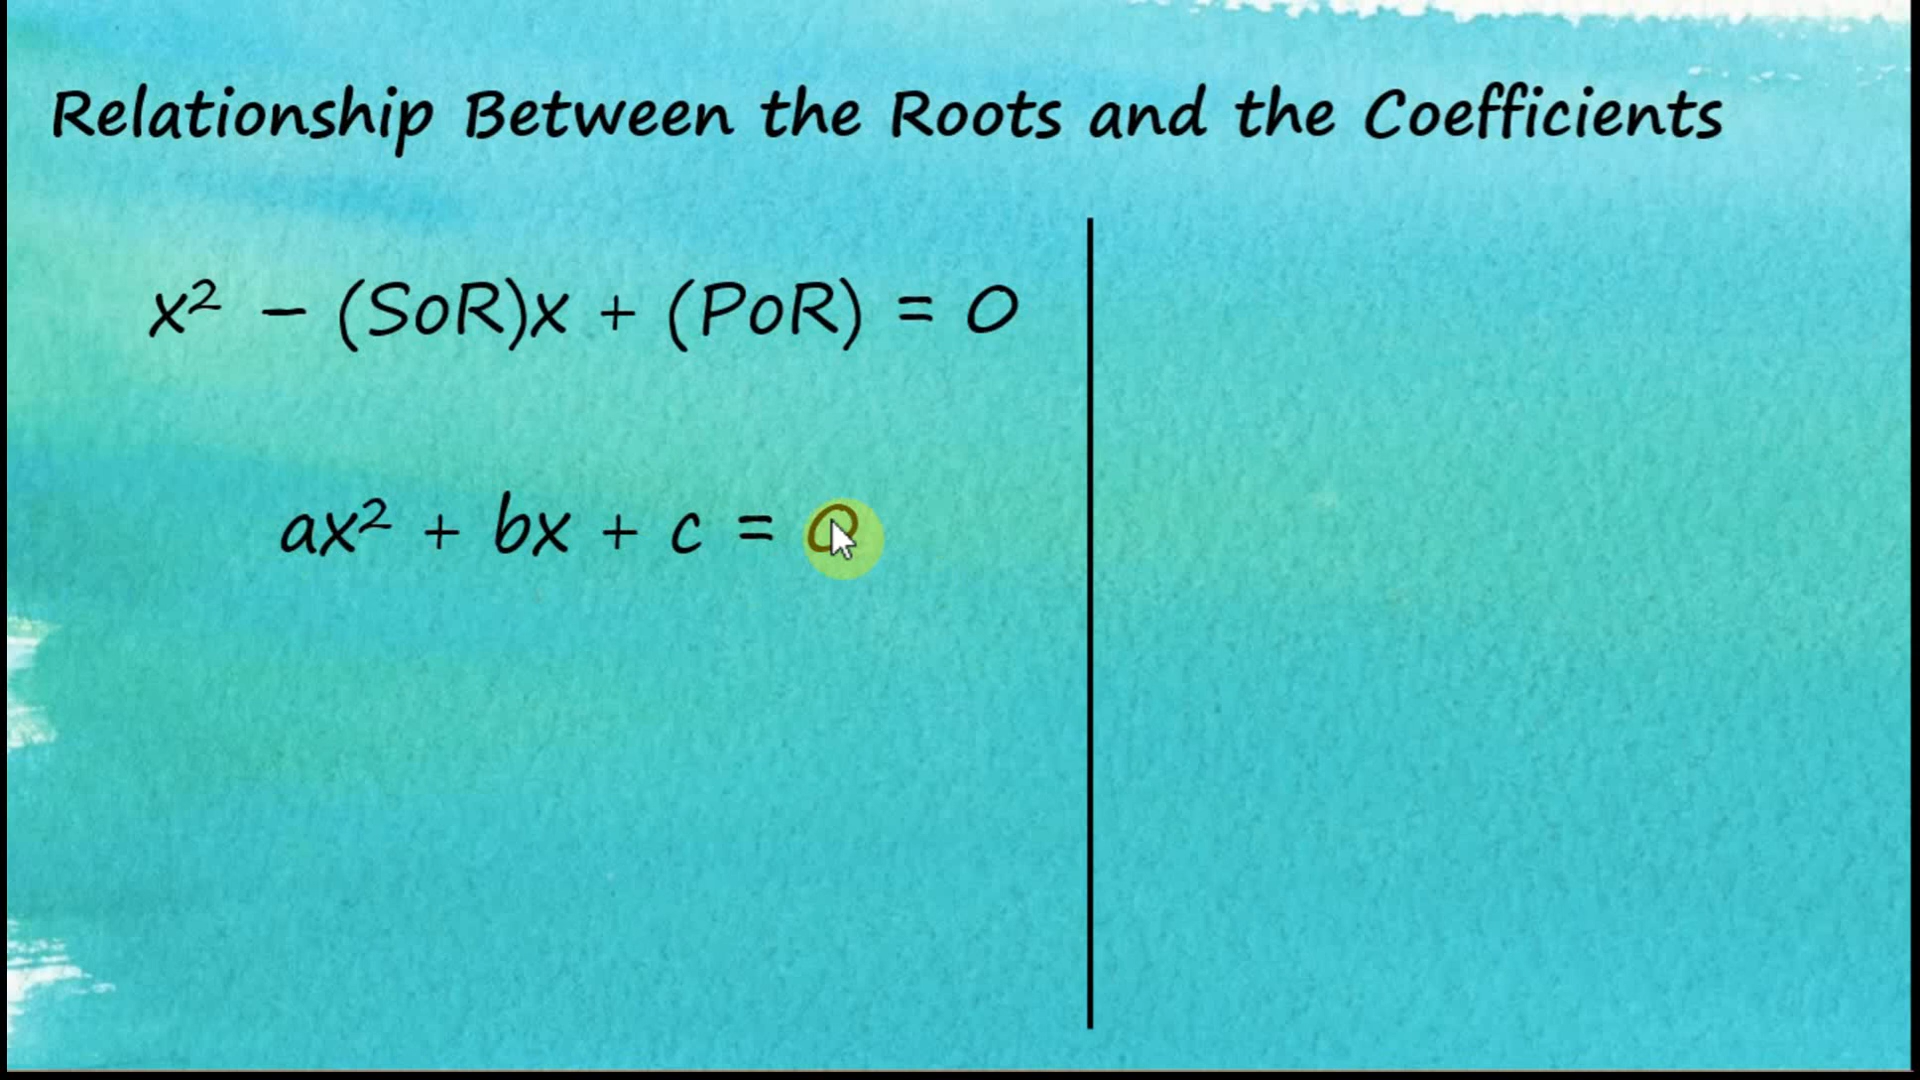 Relationship Between the Roots and the Coefficients
x² – (SoR)x + (PoR) = 0
ax² + bx + c = 0